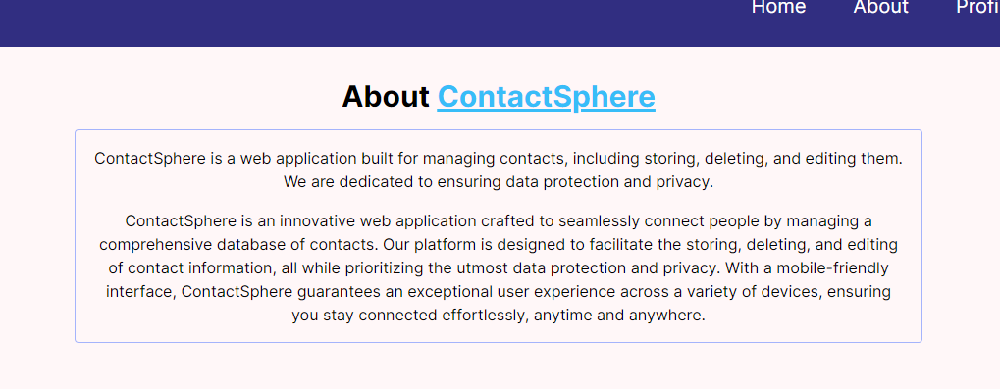 Home About Profi
About ContactSphere
ContactSphere is a web application built for managing contacts, including storing, deleting, and editing them.
We are dedicated to ensuring data protection and privacy.
ContactSphere is an innovative web application crafted to seamlessly connect people by managing a
comprehensive database of contacts. Our platform is designed to facilitate the storing, deleting, and editing
of contact information, all while prioritizing the utmost data protection and privacy. With a mobile-friendly
interface, ContactSphere guarantees an exceptional user experience across a variety of devices, ensuring
you stay connected effortlessly, anytime and anywhere.